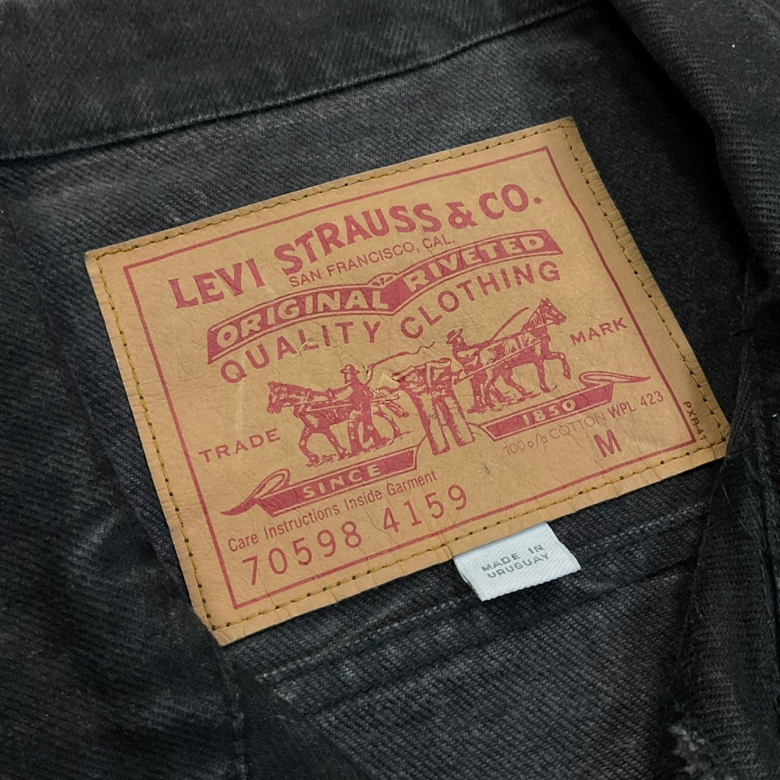 LEVI STRAUSS & CO.
SAN FRANCISCO, CAL.
ORIGINAL RIVETED
QUALITY CLOTHING
TRADE MARK
SINCE 1850
100% COTTON WPL 423
M
Care Instructions Inside Garment
70598 4159
MADE IN
URUGUAY